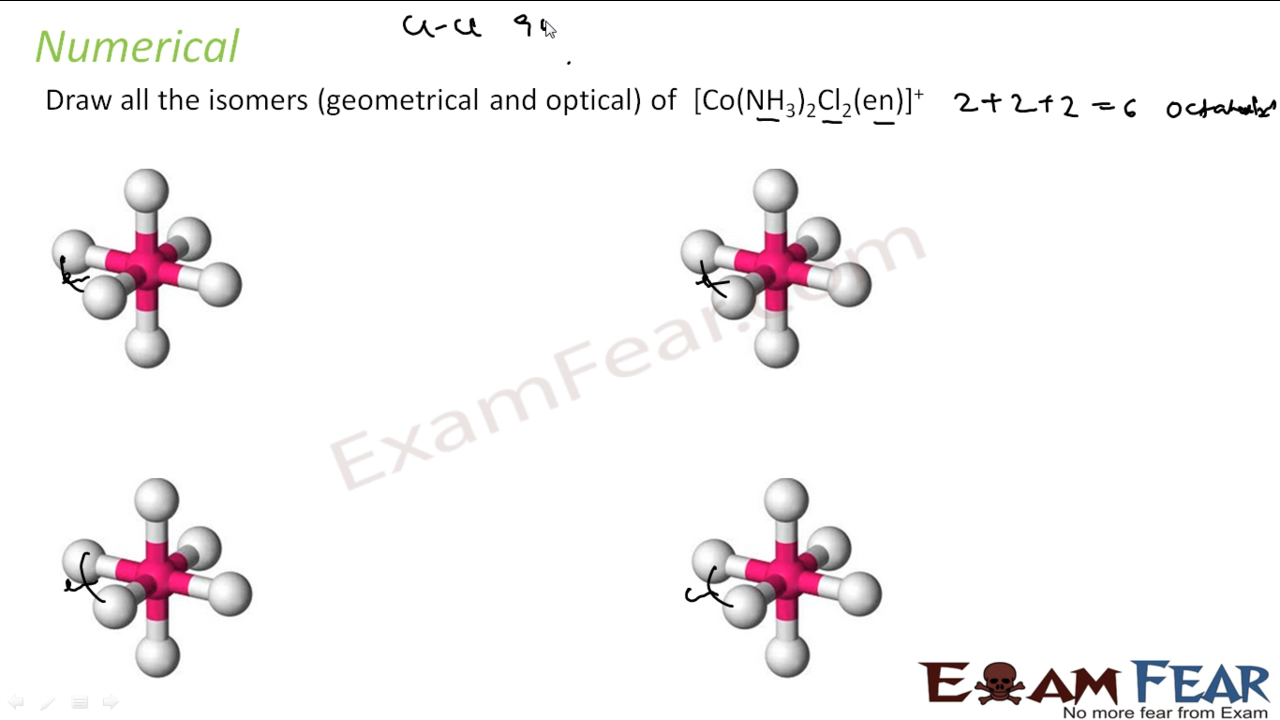 Cl-Cl 90
Numerical
Draw all the isomers (geometrical and optical) of [Co(NH₃)₂Cl₂(en)]⁺ 2+2+2 = 6
ExamFear.com
en
EXAM FEAR
No more fear from Exam